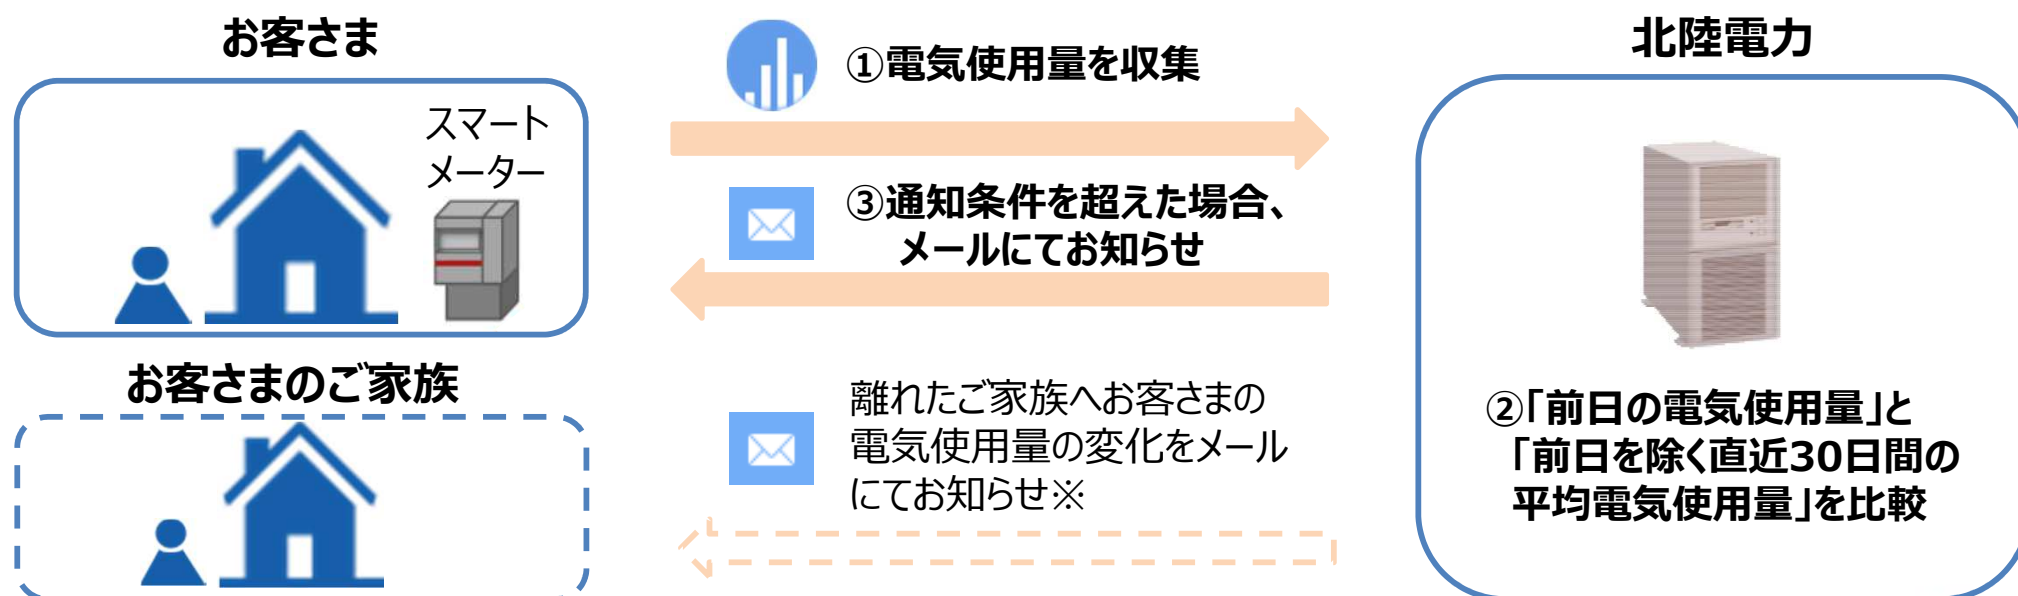 お客さま
スマート
メーター
①電気使用量を収集
③通知条件を超えた場合、
メールにてお知らせ
北陸電力
②「前日の電気使用量」と
「前日を除く直近30日間の
平均電気使用量」を比較
お客さまのご家族
離れたご家族へお客さまの
電気使用量の変化をメール
にてお知らせ※